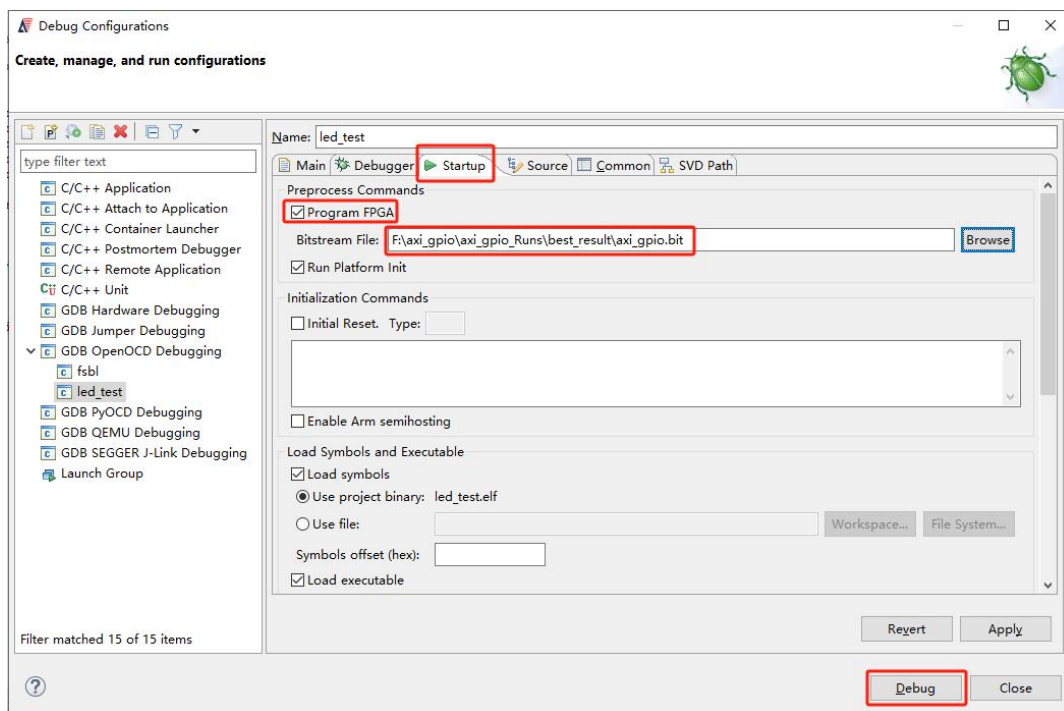 Debug Configurations
Create, manage, and run configurations
type filter text
C/C++ Application
C/C++ Attach to Application
C/C++ Container Launcher
C/C++ Postmortem Debugger
C/C++ Remote Application
C/C++ Unit
GDB Hardware Debugging
GDB Jumper Debugging
GDB OpenOCD Debugging
fsbl
led_test
GDB PyOCD Debugging
GDB QEMU Debugging
GDB SEGGER J-Link Debugging
Launch Group
Filter matched 15 of 15 items
Name: led_test
Main Debugger Startup Source Common SVD Path
Preprocess Commands
Program FPGA
Bitstream File: F:\axi_gpio\axi_gpio_Runs\best_result\axi_gpio.bit Browse
Run Platform Init
Initialization Commands
Initial Reset. Type:
Enable Arm semihosting
Load Symbols and Executable
Load symbols
Use project binary: led_test.elf
Use file: Workspace... File System...
Symbols offset (hex):
Load executable
Revert Apply
Debug Close